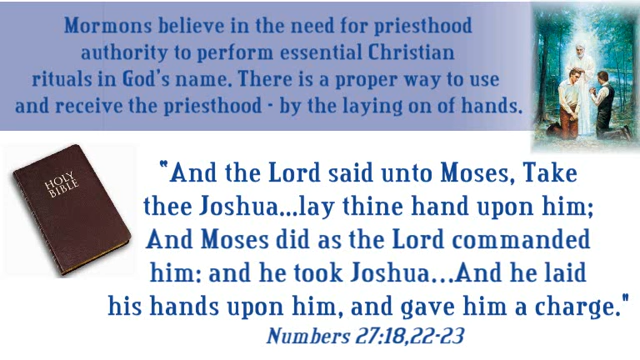 Mormons believe in the need for priesthood
authority to perform essential Christian
rituals in God's name. There is a proper way to use
and receive the priesthood - by the laying on of hands.
HOLY
BIBLE
"And the Lord said unto Moses, Take
thee Joshua...lay thine hand upon him;
And Moses did as the Lord commanded
him: and he took Joshua...And he laid
his hands upon him, and gave him a charge."
Numbers 27:18,22-23